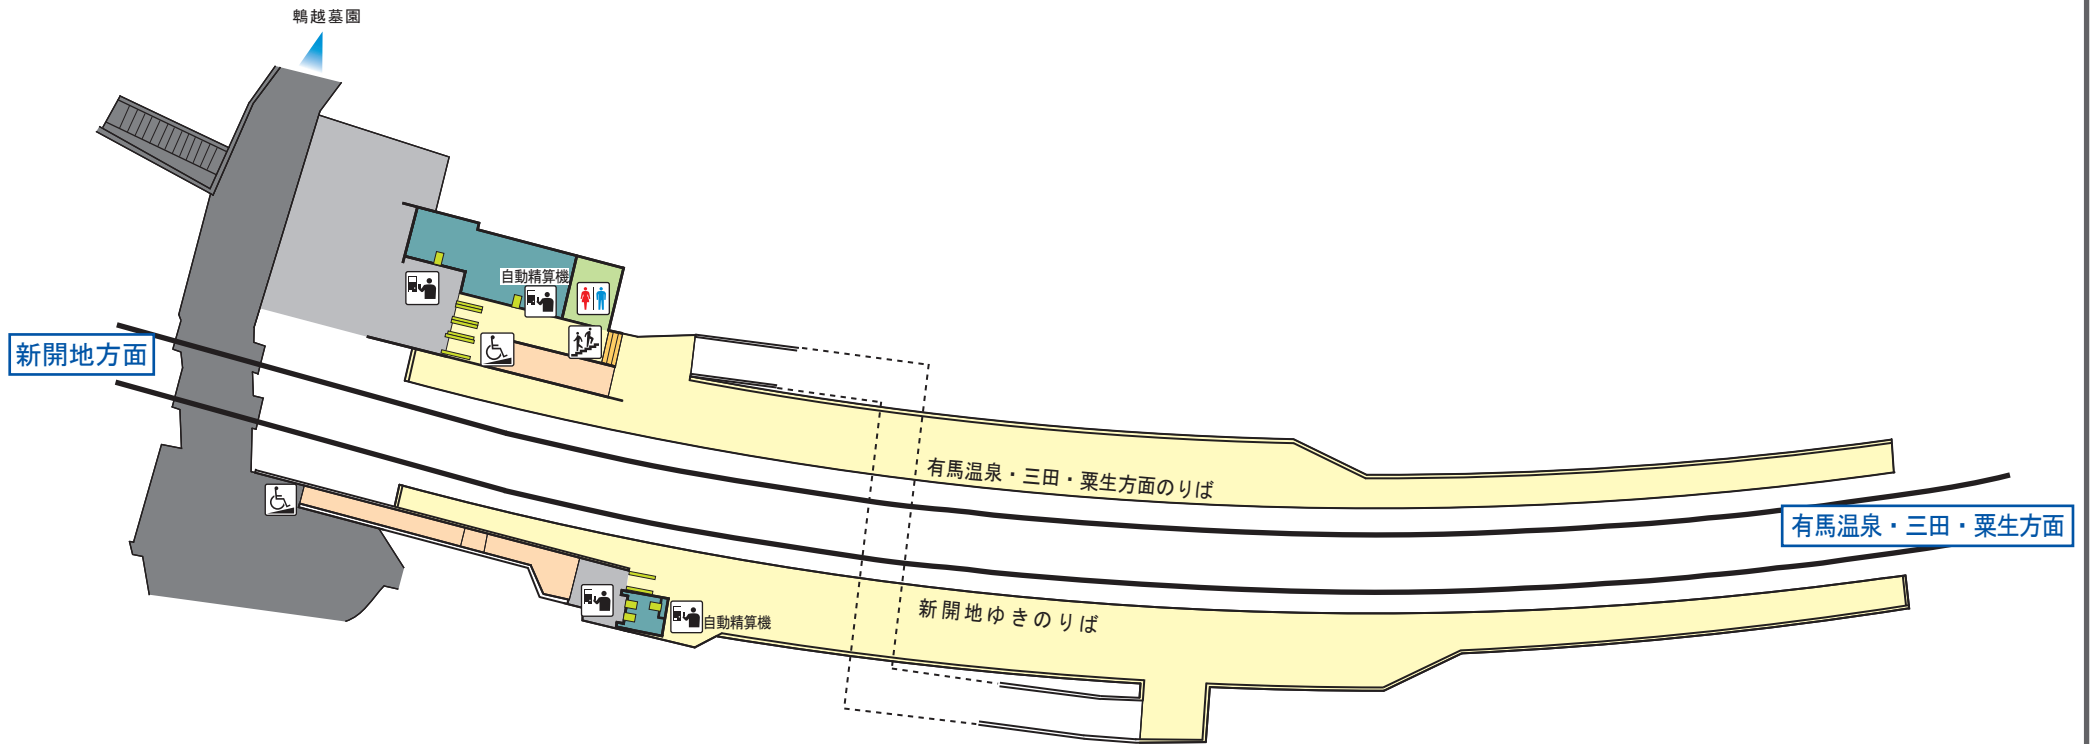 鵯越墓園
自動精算機
新開地方面
有馬温泉・三田・粟生方面のりば
有馬温泉・三田・粟生方面
新開地ゆきのりば
自動精算機